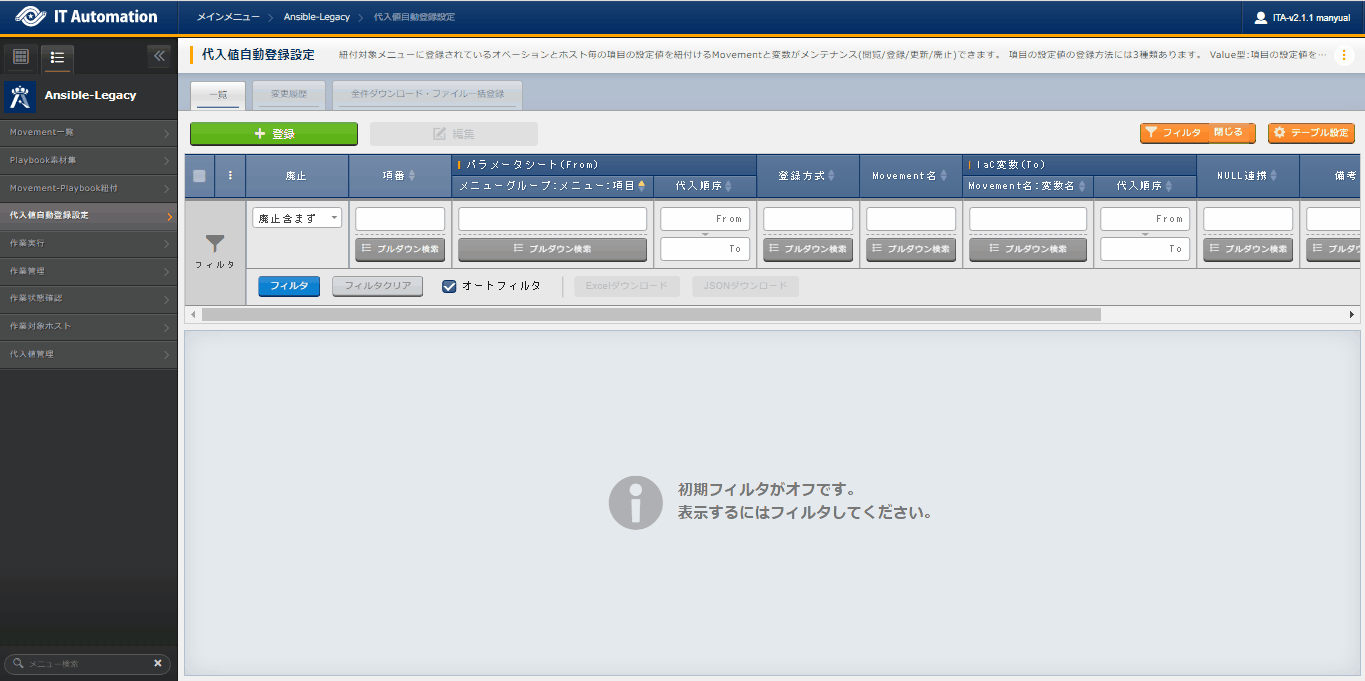 IT Automation
メインメニュー
Ansible-Legacy
代入値自動登録設定
ITA-v2.1.1 manyual
Ansible-Legacy
Movement一覧
Playbook素材集
Movement-Playbook紐付
代入値自動登録設定
作業実行
作業管理
作業状態確認
作業対象ホスト
代入値管理
メニュー検索
代入値自動登録設定
紐付対象メニューに登録されているオペーションとホスト毎の項目の設定値を紐付けるMovementと変数がメンテナンス(閲覧/登録/更新/廃止)できます。 項目の設定値の登録方法には3種類あります。 Value型:項目の設定値を…
一覧
変更履歴
全件ダウンロード・ファイル一括登録
登録
編集
フィルタ 閉じる
テーブル設定
廃止
項番
パラメータシート(From)
メニューグループ:メニュー:項目
代入順序
登録方式
Movement名
IaC変数(To)
Movement名:変数名
代入順序
NULL連携
備考
フィルタ
廃止含まず
From
From
プルダウン検索
プルダウン検索
To
プルダウン検索
プルダウン検索
プルダウン検索
To
プルダウン検索
プルダウ
フィルタ
フィルタクリア
オートフィルタ
Excelダウンロード
JSONダウンロード
初期フィルタがオフです。
表示するにはフィルタしてください。